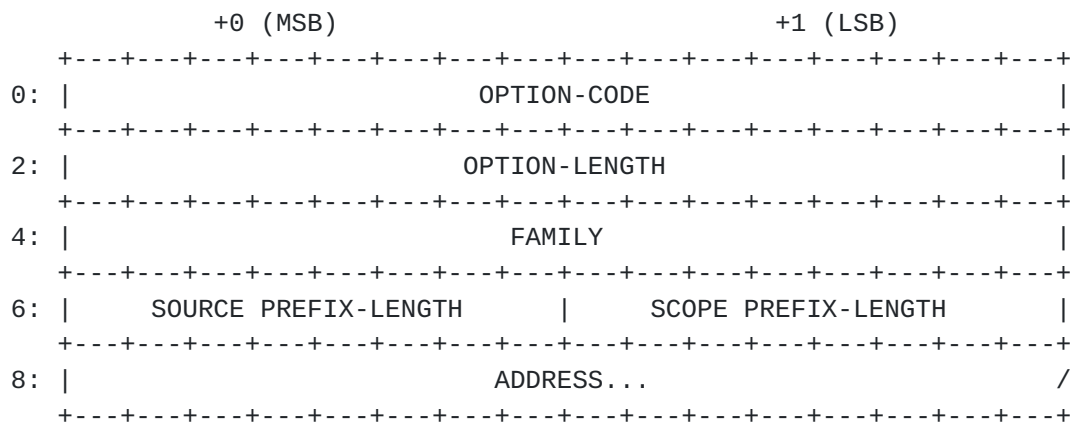 +0 (MSB) +1 (LSB)
+---+---+---+---+---+---+---+---+---+---+---+---+---+---+---+---+
0: | OPTION-CODE |
+---+---+---+---+---+---+---+---+---+---+---+---+---+---+---+---+
2: | OPTION-LENGTH |
+---+---+---+---+---+---+---+---+---+---+---+---+---+---+---+---+
4: | FAMILY |
+---+---+---+---+---+---+---+---+---+---+---+---+---+---+---+---+
6: | SOURCE PREFIX-LENGTH | SCOPE PREFIX-LENGTH |
+---+---+---+---+---+---+---+---+---+---+---+---+---+---+---+---+
8: | ADDRESS... /
+---+---+---+---+---+---+---+---+---+---+---+---+---+---+---+---+